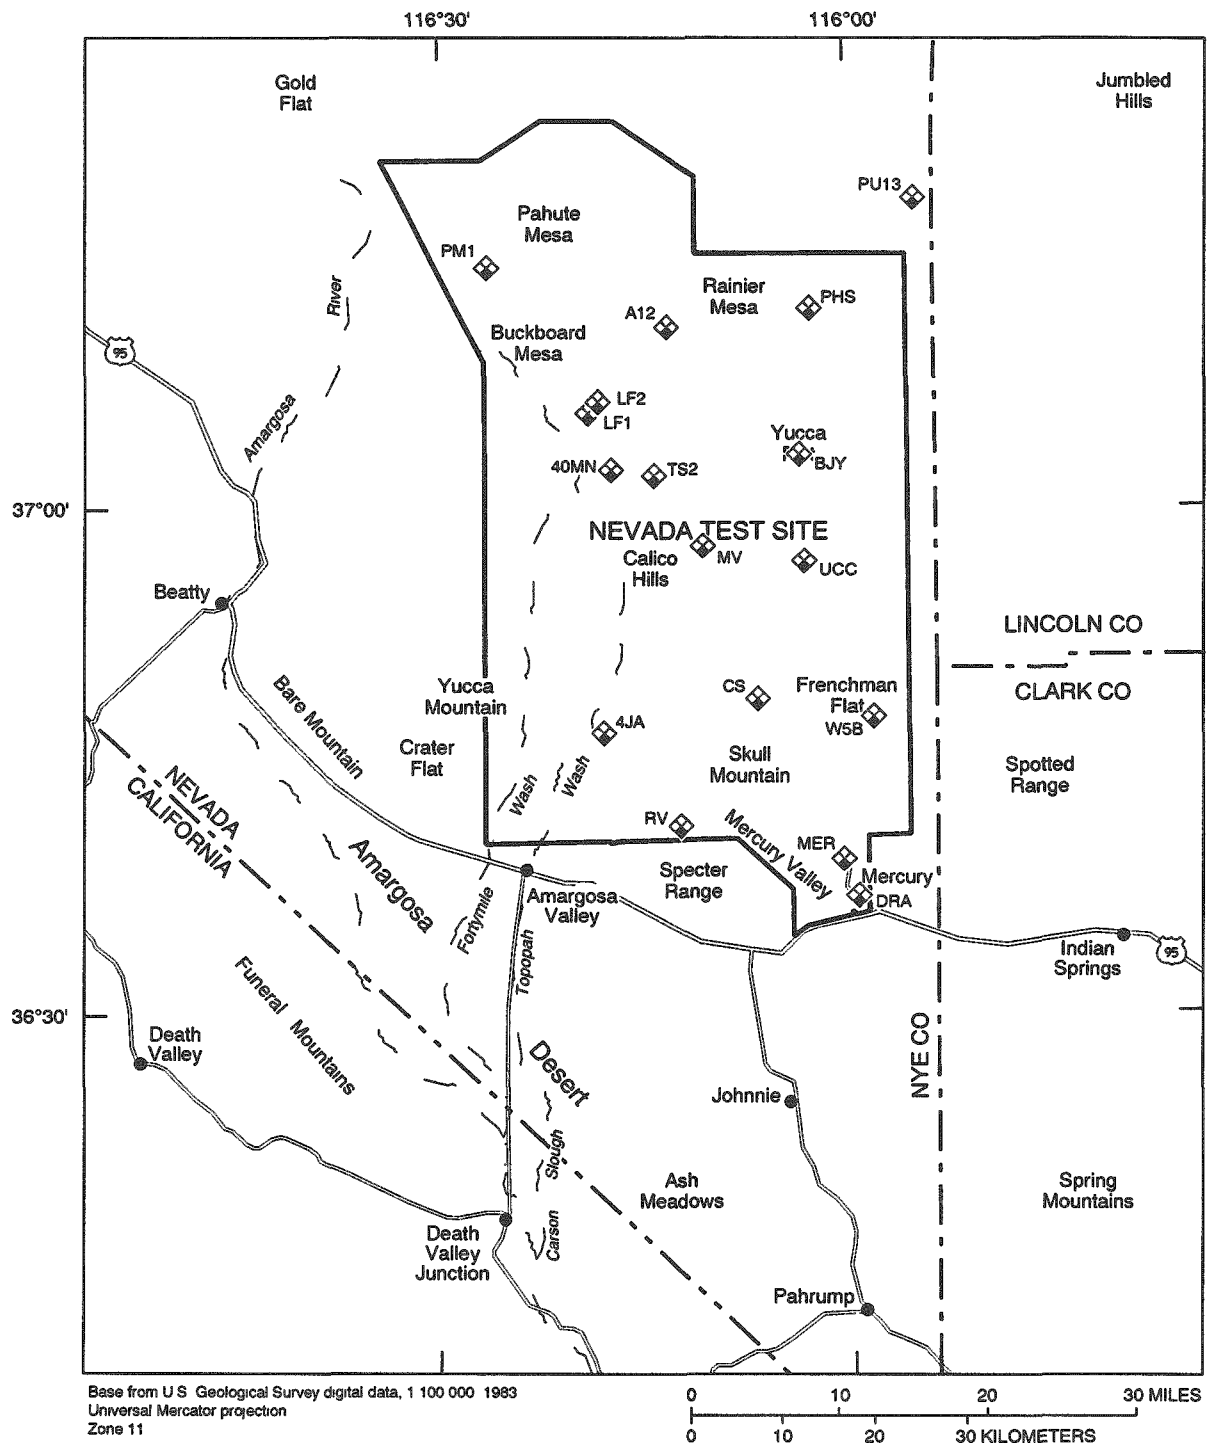 116°30'
116°00'
Gold
Flat
Jumbled
Hills
PU13
Pahute
Mesa
PM1
River
Rainier
Mesa
PHS
A12
Buckboard
Mesa
95
LF2
LF1
Amargosa
Yucca
BJY
40MN
TS2
37°00'
NEVADA TEST SITE
Calico
Hills
MV
UCC
Beatty
LINCOLN CO
CLARK CO
Bare Mountain
Yucca
Mountain
CS
Frenchman
Flat
W5B
4JA
Crater
Flat
Skull
Mountain
Spotted
Range
NEVADA
CALIFORNIA
Wash
Wash
RV
Mercury Valley
MER
Mercury
DRA
Amargosa
Specter
Range
Amargosa
Valley
Fortymile
Topopah
Indian
Springs
95
Funeral Mountains
36°30'
Death
Valley
Desert
NYE CO
Johnnie
Slough
Ash
Meadows
Spring
Mountains
Carson
Death
Valley
Junction
Pahrump
Base from U S Geological Survey digital data, 1 100 000 1983
Universal Mercator projection
Zone 11
0 10 20 30 MILES
0 10 20 30 KILOMETERS